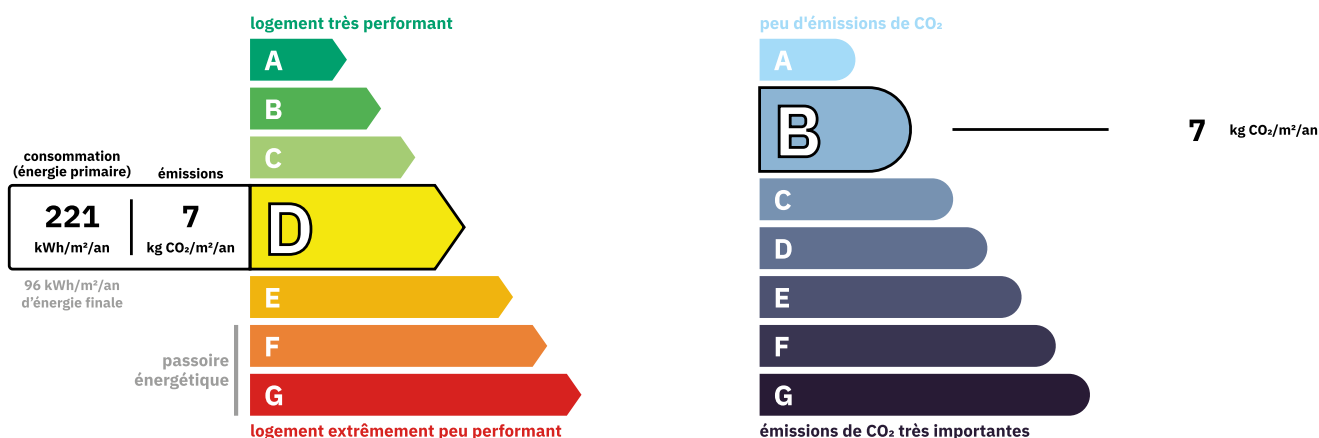 logement très performant
A
B
C
consommation
(énergie primaire)
émissions
221
kWh/m²/an
7
kg CO₂/m²/an
D
96 kWh/m²/an
d'énergie finale
E
passoire
énergétique
F
G
logement extrêmement peu performant
peu d'émissions de CO₂
A
B
7 kg CO₂/m²/an
C
D
E
F
G
émissions de CO₂ très importantes